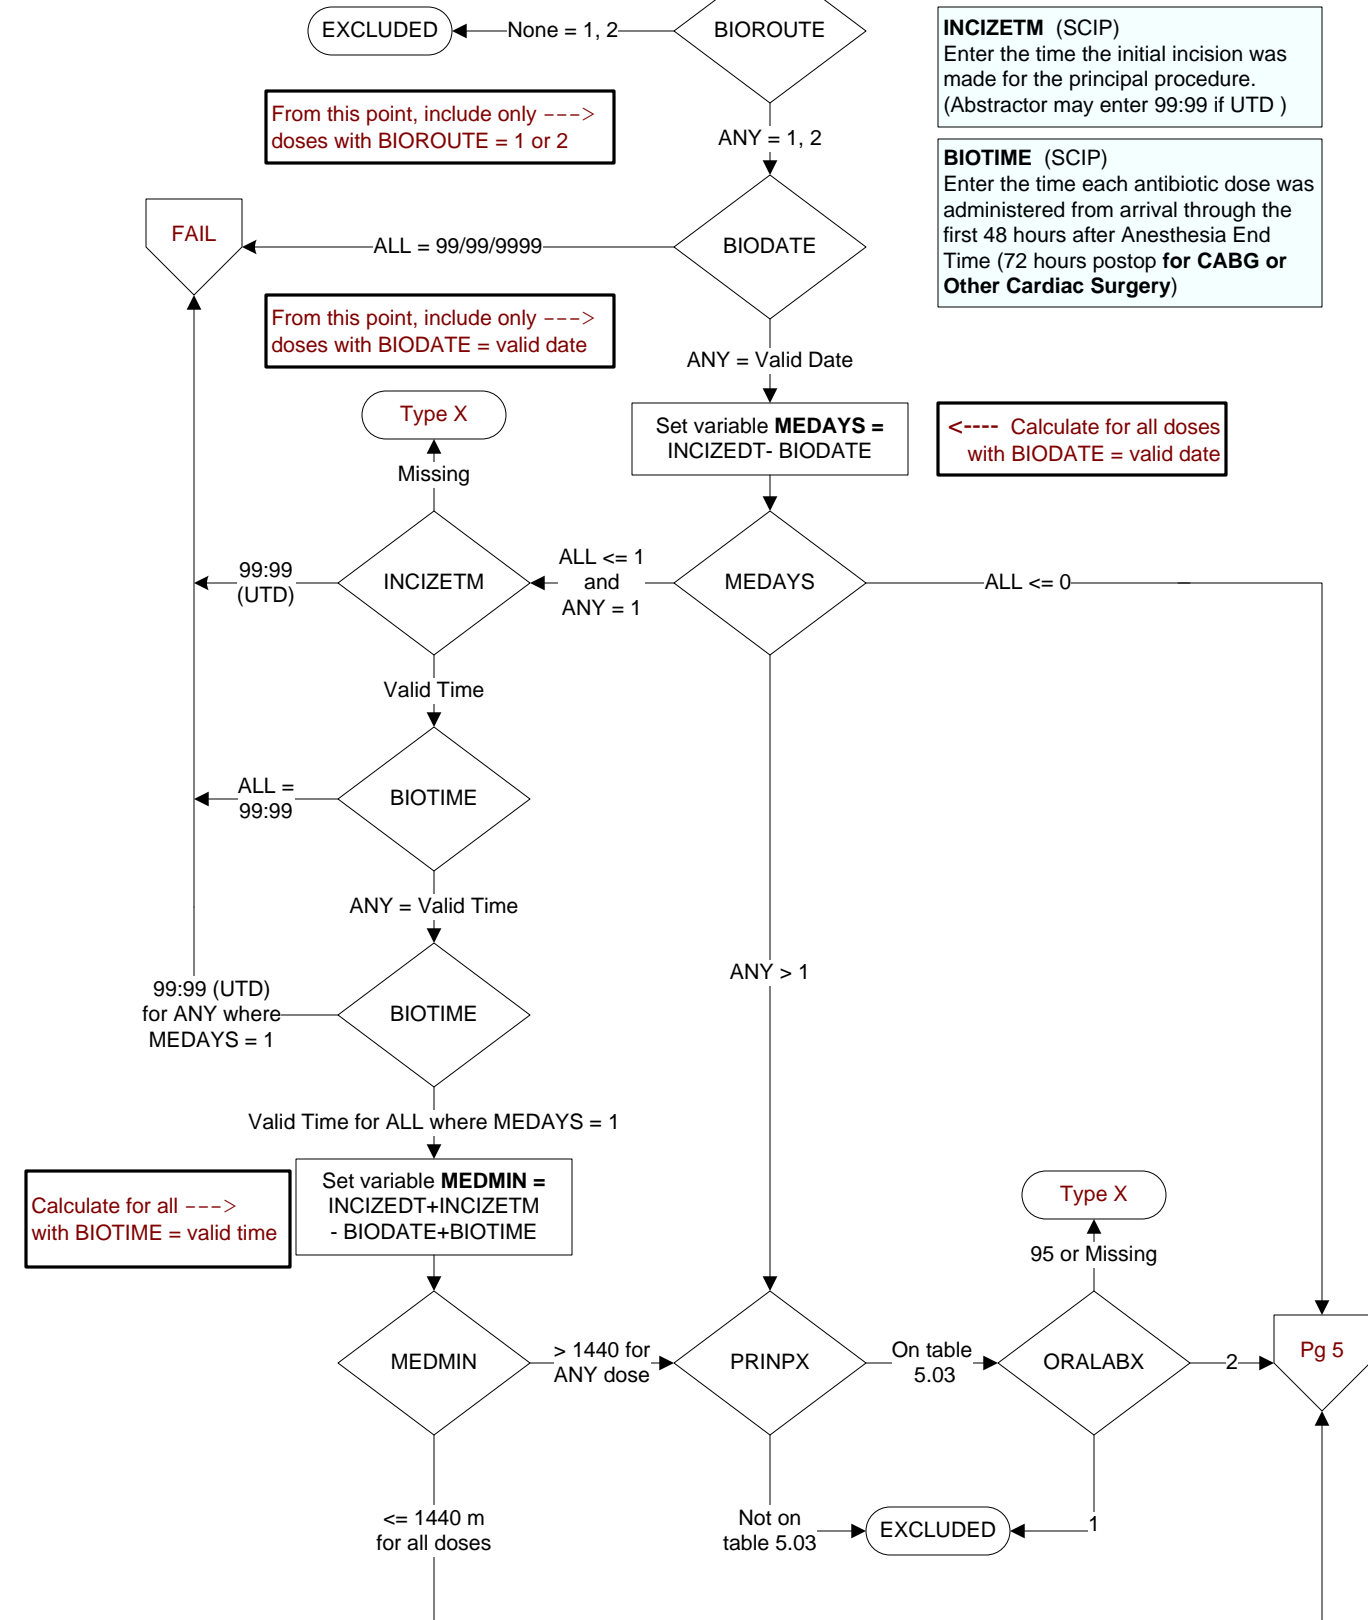 EXCLUDED
None = 1, 2
BIOROUTE
INCIZETM  (SCIP)
Enter the time the initial incision was
made for the principal procedure.
(Abstractor may enter 99:99 if UTD )
From this point, include only --->
doses with BIOROUTE = 1 or 2
ANY = 1, 2
BIOTIME  (SCIP)
Enter the time each antibiotic dose was
administered from arrival through the
first 48 hours after Anesthesia End
Time (72 hours postop for CABG or
Other Cardiac Surgery)
FAIL
ALL = 99/99/9999
BIODATE
From this point, include only --->
doses with BIODATE = valid date
ANY = Valid Date
Type X
Set variable MEDAYS =
INCIZEDT- BIODATE
<---- Calculate for all doses
with BIODATE = valid date
Missing
99:99
(UTD)
INCIZETM
ALL <= 1
and
ANY = 1
MEDAYS
ALL <= 0
Valid Time
ALL =
99:99
BIOTIME
ANY = Valid Time
ANY > 1
99:99 (UTD)
for ANY where
MEDAYS = 1
BIOTIME
Valid Time for ALL where MEDAYS = 1
Calculate for all --->
with BIOTIME = valid time
Set variable MEDMIN =
INCIZEDT+INCIZETM
- BIODATE+BIOTIME
Type X
95 or Missing
MEDMIN
> 1440 for
ANY dose
PRINPX
On table
5.03
ORALABX
2
Pg 5
<= 1440 m
for all doses
Not on
table 5.03
EXCLUDED
1